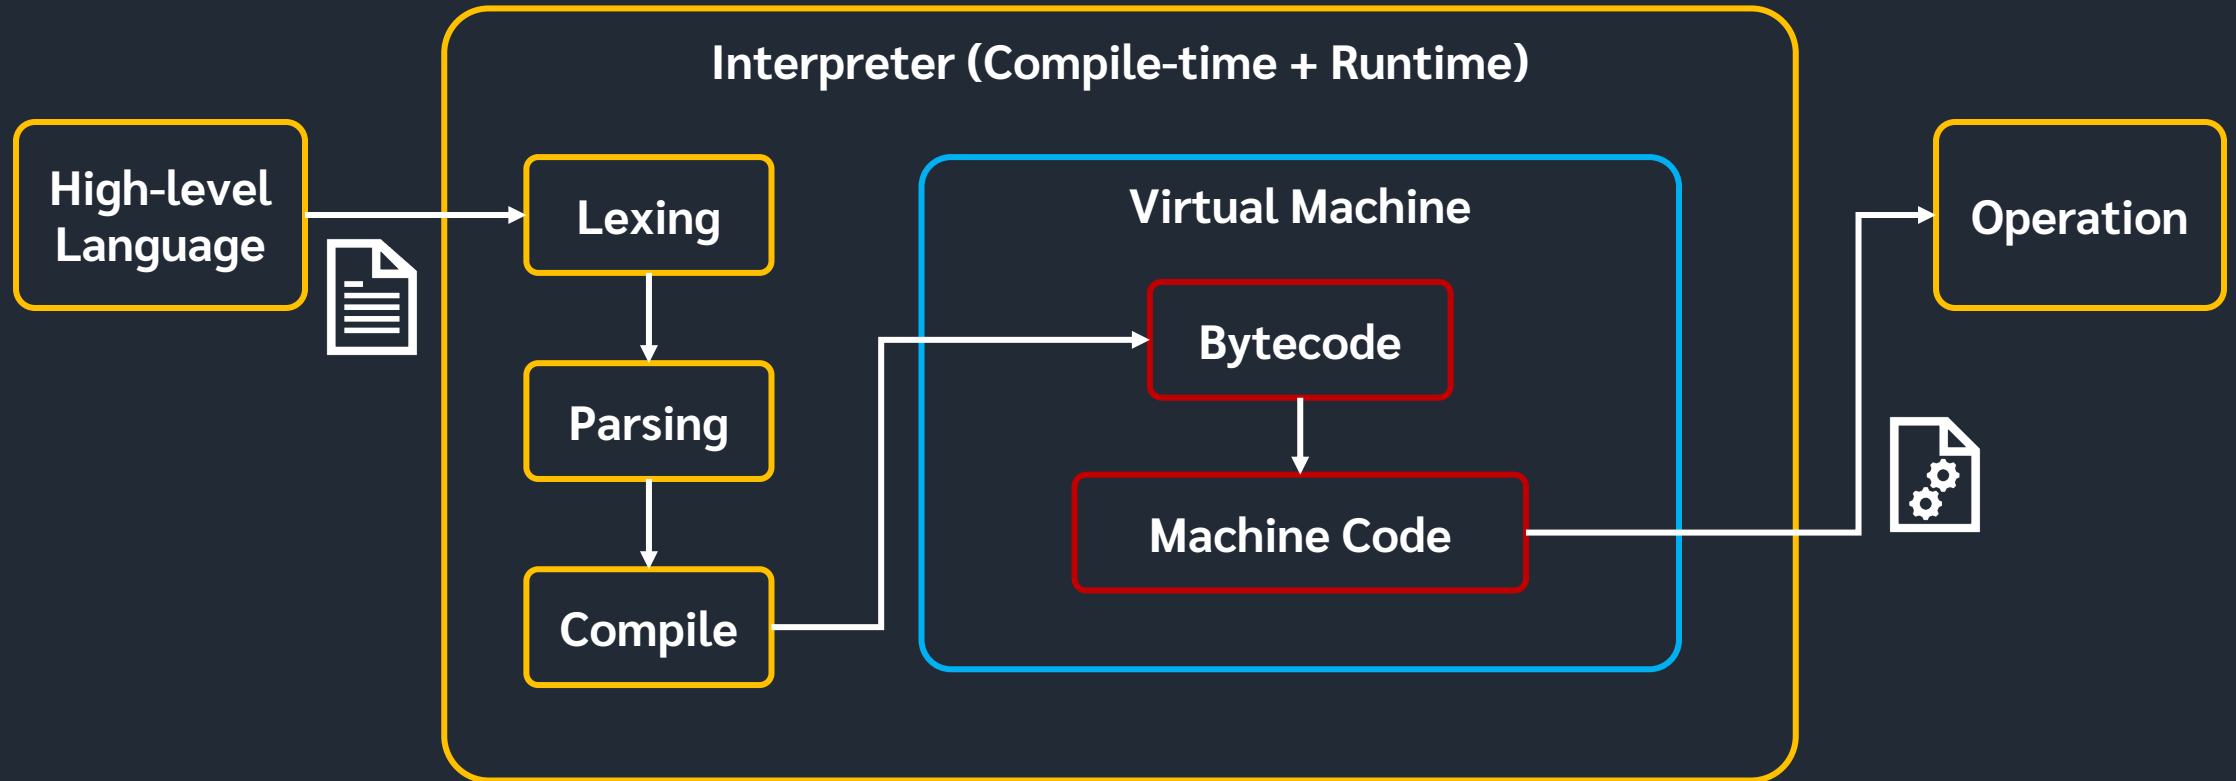 Interpreter (Compile-time + Runtime)
High-level
Language
Lexing
Parsing
Compile
Virtual Machine
Bytecode
Machine Code
Operation